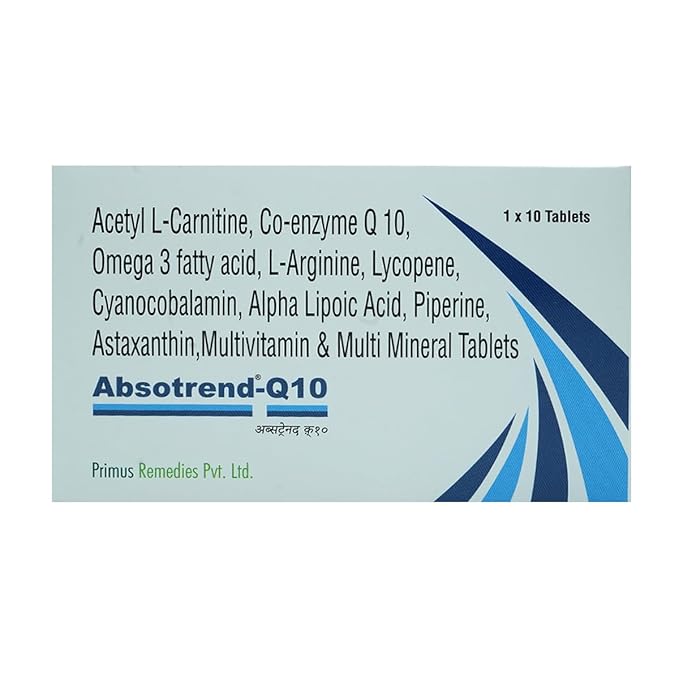 Acetyl L-Carnitine, Co-enzyme Q 10,
Omega 3 fatty acid, L-Arginine, Lycopene,
Cyanocobalamin, Alpha Lipoic Acid, Piperine,
Astaxanthin,Multivitamin & Multi Mineral Tablets
1 x 10 Tablets
Absotrend®-Q10
अब्सट्रेनद क्१०
Primus Remedies Pvt. Ltd.